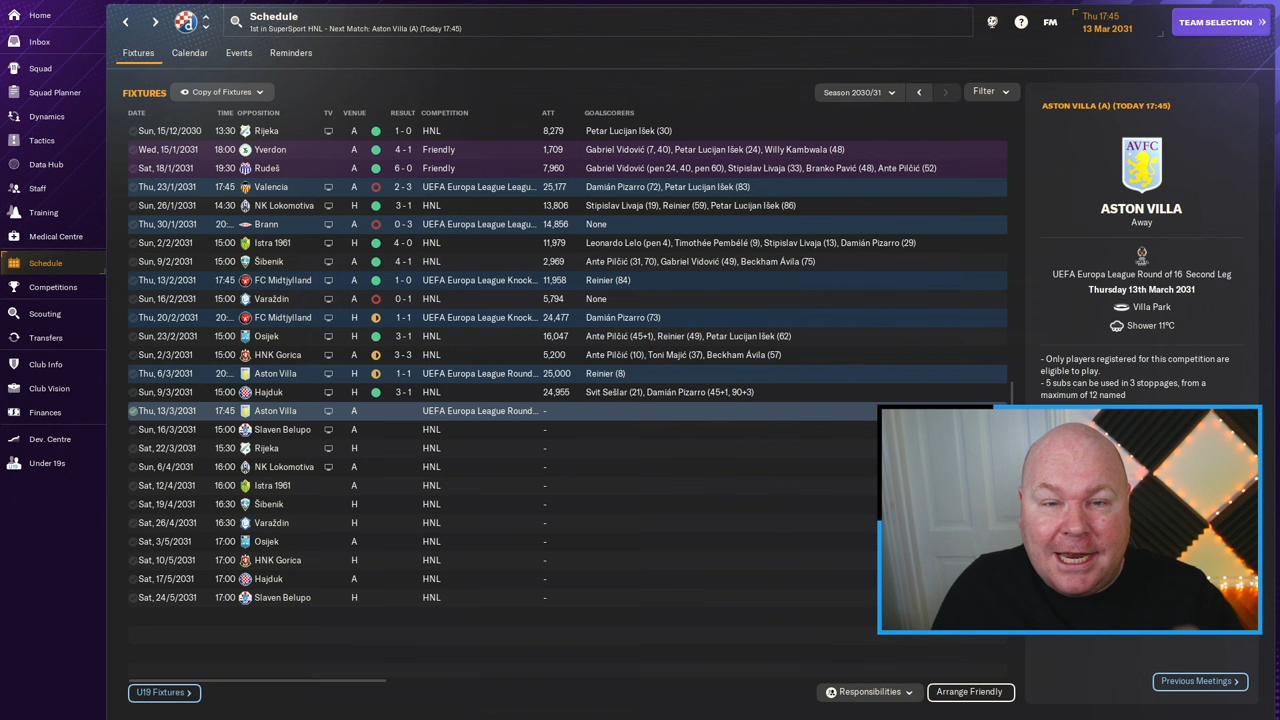 Home
Inbox
Squad
Squad Planner
Dynamics
Tactics
Data Hub
Staff
Training
Medical Centre
Schedule
Competitions
Scouting
Transfers
Club Info
Club Vision
Finances
Dev. Centre
Under 19s
Schedule
1st in SuperSport HNL - Next Match: Aston Villa (A) (Today 17:45)
FM
Thu 17:45
13 Mar 2031
TEAM SELECTION
Fixtures Calendar Events Reminders
FIXTURES Copy of Fixtures Season 2030/31 Filter
DATE TIME OPPOSITION TV VENUE RESULT COMPETITION ATT GOALSCORERS
Sun, 15/12/2030 13:30 Rijeka A 1 - 0 HNL 8,279 Petar Lucijan Išek (30)
Wed, 15/1/2031 18:00 Yverdon A 4 - 1 Friendly 1,709 Gabriel Vidović (7, 40), Petar Lucijan Išek (24), Willy Kambwala (48)
Sat, 18/1/2031 19:30 Rudeš A 6 - 0 Friendly 7,960 Gabriel Vidović (pen 24, 40, pen 60), Stipislav Livaja (33), Branko Pavić (48), Ante Pilčić (52)
Thu, 23/1/2031 17:45 Valencia A 2 - 3 UEFA Europa League Leagu... 25,177 Damián Pizarro (72), Petar Lucijan Išek (83)
Sun, 26/1/2031 14:30 NK Lokomotiva H 3 - 1 HNL 13,806 Stipislav Livaja (19), Reinier (59), Petar Lucijan Išek (86)
Thu, 30/1/2031 20:... Brann A 0 - 3 UEFA Europa League Leagu... 14,856 None
Sun, 2/2/2031 15:00 Istra 1961 H 4 - 0 HNL 11,979 Leonardo Lelo (pen 4), Timothée Pembélé (9), Stipislav Livaja (13), Damián Pizarro (29)
Sun, 9/2/2031 15:00 Šibenik A 4 - 1 HNL 2,969 Ante Pilčić (31, 70), Gabriel Vidović (49), Beckham Ávila (75)
Thu, 13/2/2031 17:45 FC Midtjylland A 1 - 0 UEFA Europa League Knock... 11,958 Reinier (84)
Sun, 16/2/2031 15:00 Varaždin A 0 - 1 HNL 5,794 None
Thu, 20/2/2031 20:... FC Midtjylland H 1 - 1 UEFA Europa League Knock... 24,477 Damián Pizarro (73)
Sun, 23/2/2031 15:00 Osijek H 3 - 1 HNL 16,047 Ante Pilčić (45+1), Reinier (49), Petar Lucijan Išek (62)
Sun, 2/3/2031 15:00 HNK Gorica A 3 - 3 HNL 5,200 Ante Pilčić (10), Toni Majić (37), Beckham Ávila (57)
Thu, 6/3/2031 20:... Aston Villa H 1 - 1 UEFA Europa League Round... 25,000 Reinier (8)
Sun, 9/3/2031 15:00 Hajduk H 3 - 1 HNL 24,955 Svit Sešlar (21), Damián Pizarro (45+1, 90+3)
Thu, 13/3/2031 17:45 Aston Villa A UEFA Europa League Round... -
Sun, 16/3/2031 15:00 Slaven Belupo A HNL -
Sat, 22/3/2031 15:30 Rijeka H HNL -
Sun, 6/4/2031 16:00 NK Lokomotiva A HNL -
Sat, 12/4/2031 16:00 Istra 1961 A HNL -
Sat, 19/4/2031 16:30 Šibenik H HNL -
Sat, 26/4/2031 16:30 Varaždin H HNL -
Sat, 3/5/2031 17:00 Osijek A HNL -
Sat, 10/5/2031 17:00 HNK Gorica H HNL -
Sat, 17/5/2031 17:00 Hajduk A HNL -
Sat, 24/5/2031 17:00 Slaven Belupo H HNL -
U19 Fixtures
Responsibilities
Arrange Friendly
ASTON VILLA (A) (TODAY 17:45)
AVFC
ASTON VILLA
Away
UEFA Europa League Round of 16 Second Leg
Thursday 13th March 2031
Villa Park
Shower 11°C
- Only players registered for this competition are
eligible to play.
- 5 subs can be used in 3 stoppages, from a
maximum of 12 named
Previous Meetings